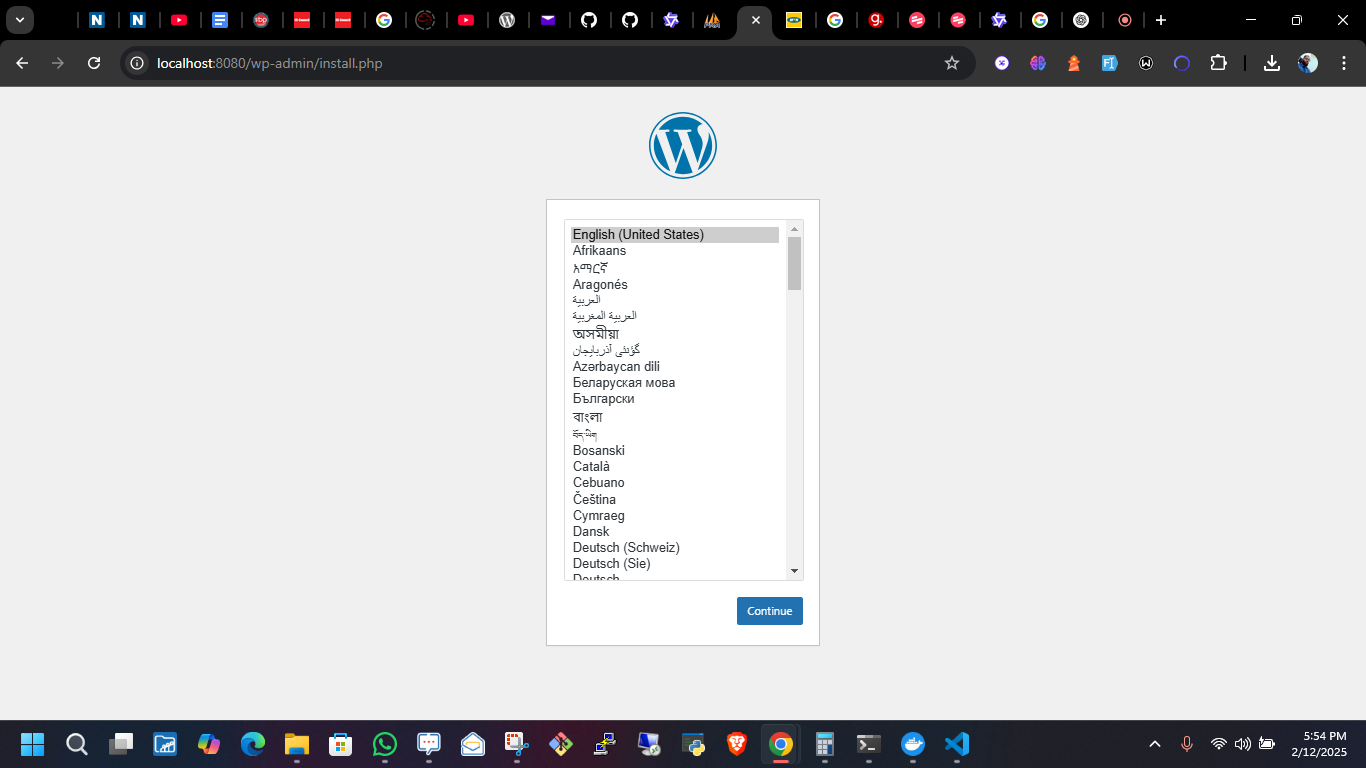 localhost:8080/wp-admin/install.php
English (United States)
Afrikaans
አማርኛ
Aragonés
العربية
العربية المغربية
অসমীয়া
گؤنئی آذربایجان
Azərbaycan dili
Беларуская мова
Български
বাংলা
བོད་ཡིག
Bosanski
Català
Cebuano
Čeština
Cymraeg
Dansk
Deutsch (Schweiz)
Deutsch (Sie)
Deutsch
Continue
5:54 PM
2/12/2025